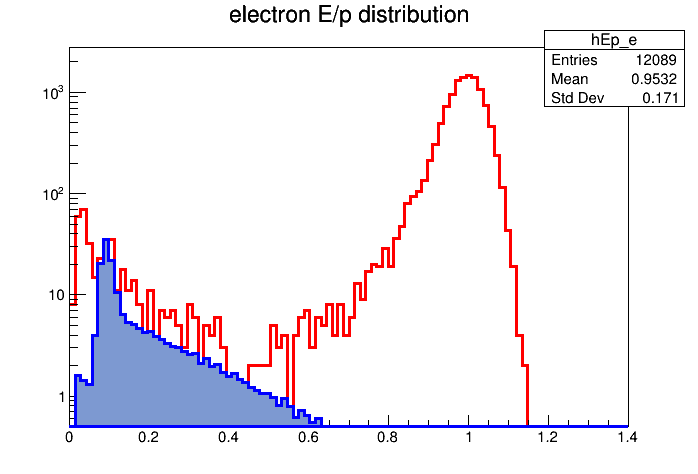 electron E/p distribution
hEp_e
Entries 12089
Mean 0.9532
Std Dev 0.171
10³
10²
10
1
0 0.2 0.4 0.6 0.8 1 1.2 1.4